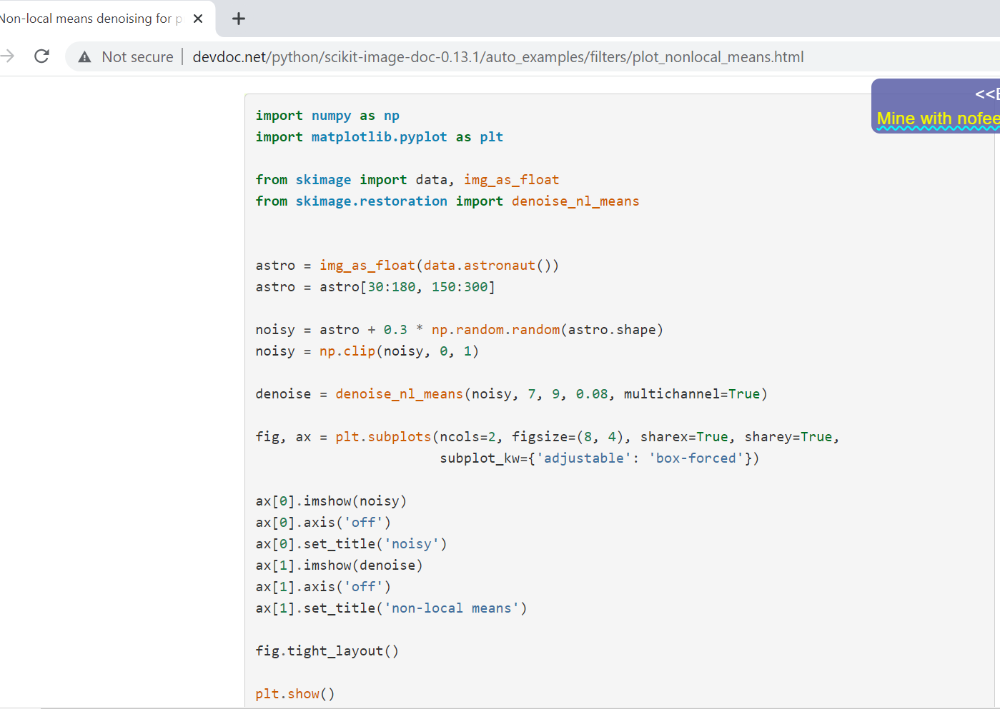 Non-local means denoising for p
Not secure
devdoc.net/python/scikit-image-doc-0.13.1/auto_examples/filters/plot_nonlocal_means.html
<<E
Mine with nofee
import numpy as np
import matplotlib.pyplot as plt
from skimage import data, img_as_float
from skimage.restoration import denoise_nl_means
astro = img_as_float(data.astronaut())
astro = astro[30:180, 150:300]
noisy = astro + 0.3 * np.random.random(astro.shape)
noisy = np.clip(noisy, 0, 1)
denoise = denoise_nl_means(noisy, 7, 9, 0.08, multichannel=True)
fig, ax = plt.subplots(ncols=2, figsize=(8, 4), sharex=True, sharey=True,
subplot_kw={'adjustable': 'box-forced'})
ax[0].imshow(noisy)
ax[0].axis('off')
ax[0].set_title('noisy')
ax[1].imshow(denoise)
ax[1].axis('off')
ax[1].set_title('non-local means')
fig.tight_layout()
plt.show()